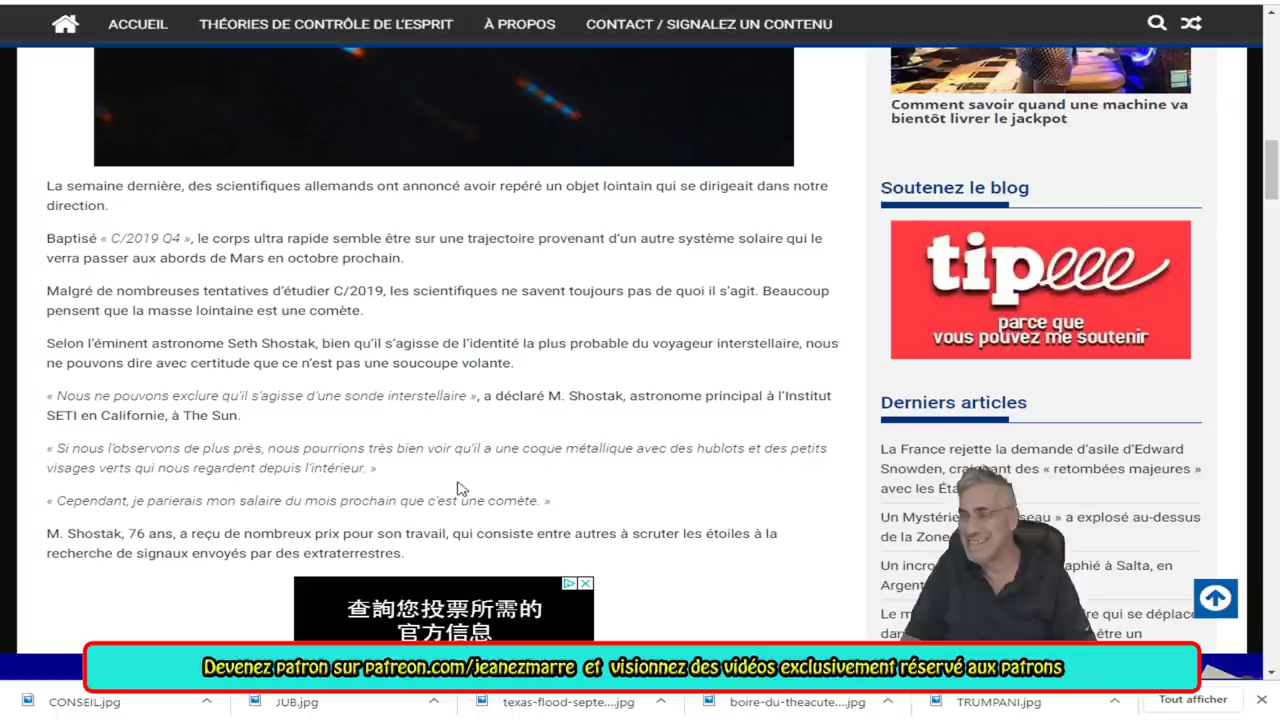 ACCUEIL
THÉORIES DE CONTRÔLE DE L'ESPRIT
À PROPOS
CONTACT / SIGNALEZ UN CONTENU
La semaine dernière, des scientifiques allemands ont annoncé avoir repéré un objet lointain qui se dirigeait dans notre
direction.
Baptisé « C/2019 Q4 », le corps ultra rapide semble être sur une trajectoire provenant d'un autre système solaire qui le
verra passer aux abords de Mars en octobre prochain.
Malgré de nombreuses tentatives d'étudier C/2019, les scientifiques ne savent toujours pas de quoi il s'agit. Beaucoup
pensent que la masse lointaine est une comète.
Selon l'éminent astronome Seth Shostak, bien qu'il s'agisse de l'identité la plus probable du voyageur interstellaire, nous
ne pouvons dire avec certitude que ce n'est pas une soucoupe volante.
« Nous ne pouvons exclure qu'il s'agisse d'une sonde interstellaire », a déclaré M. Shostak, astronome principal à l'Institut
SETI en Californie, à The Sun.
« Si nous l'observons de plus près, nous pourrions très bien voir qu'il a une coque métallique avec des hublots et des petits
visages verts qui nous regardent depuis l'intérieur. »
« Cependant, je parierais mon salaire du mois prochain que c'est une comète. »
M. Shostak, 76 ans, a reçu de nombreux prix pour son travail, qui consiste entre autres à scruter les étoiles à la
recherche de signaux envoyés par des extraterrestres.
查詢您投票所需的
官方信息
Comment savoir quand une machine va
bientôt livrer le jackpot
Soutenez le blog
tipeee
parce que
vous pouvez me soutenir
Derniers articles
La France rejette la demande d'asile d'Edward
Snowden, craignant des « retombées majeures »
avec les
Un Mystérie seau » a explosé au-dessus
de la Zone
Un incro aphié à Salta, en
Argent
Le m re qui se déplace
dan être un
Devenez patron sur patreon.com/jeanezmarre et visionnez des vidéos exclusivement réservé aux patrons
CONSEIL.jpg
JUB.jpg
texas-flood-septe....jpg
boire-du-theacute....jpg
TRUMPANI.jpg
Tout afficher